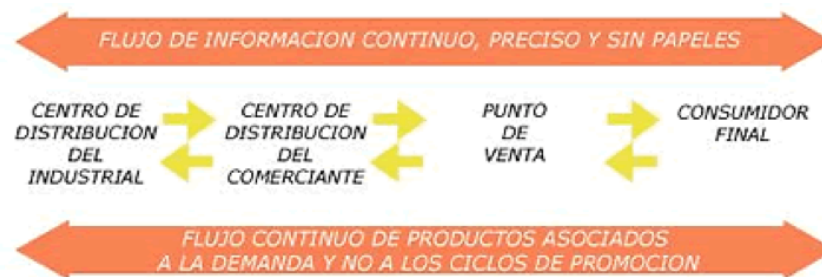 FLUJO DE INFORMACION CONTINUO, PRECISO Y SIN PAPELES
CENTRO DE
DISTRIBUCION
DEL
INDUSTRIAL
CENTRO DE
DISTRIBUCION
DEL
COMERCIANTE
PUNTO
DE
VENTA
CONSUMIDOR
FINAL
FLUJO CONTINUO DE PRODUCTOS ASOCIADOS
A LA DEMANDA Y NO A LOS CICLOS DE PROMOCION